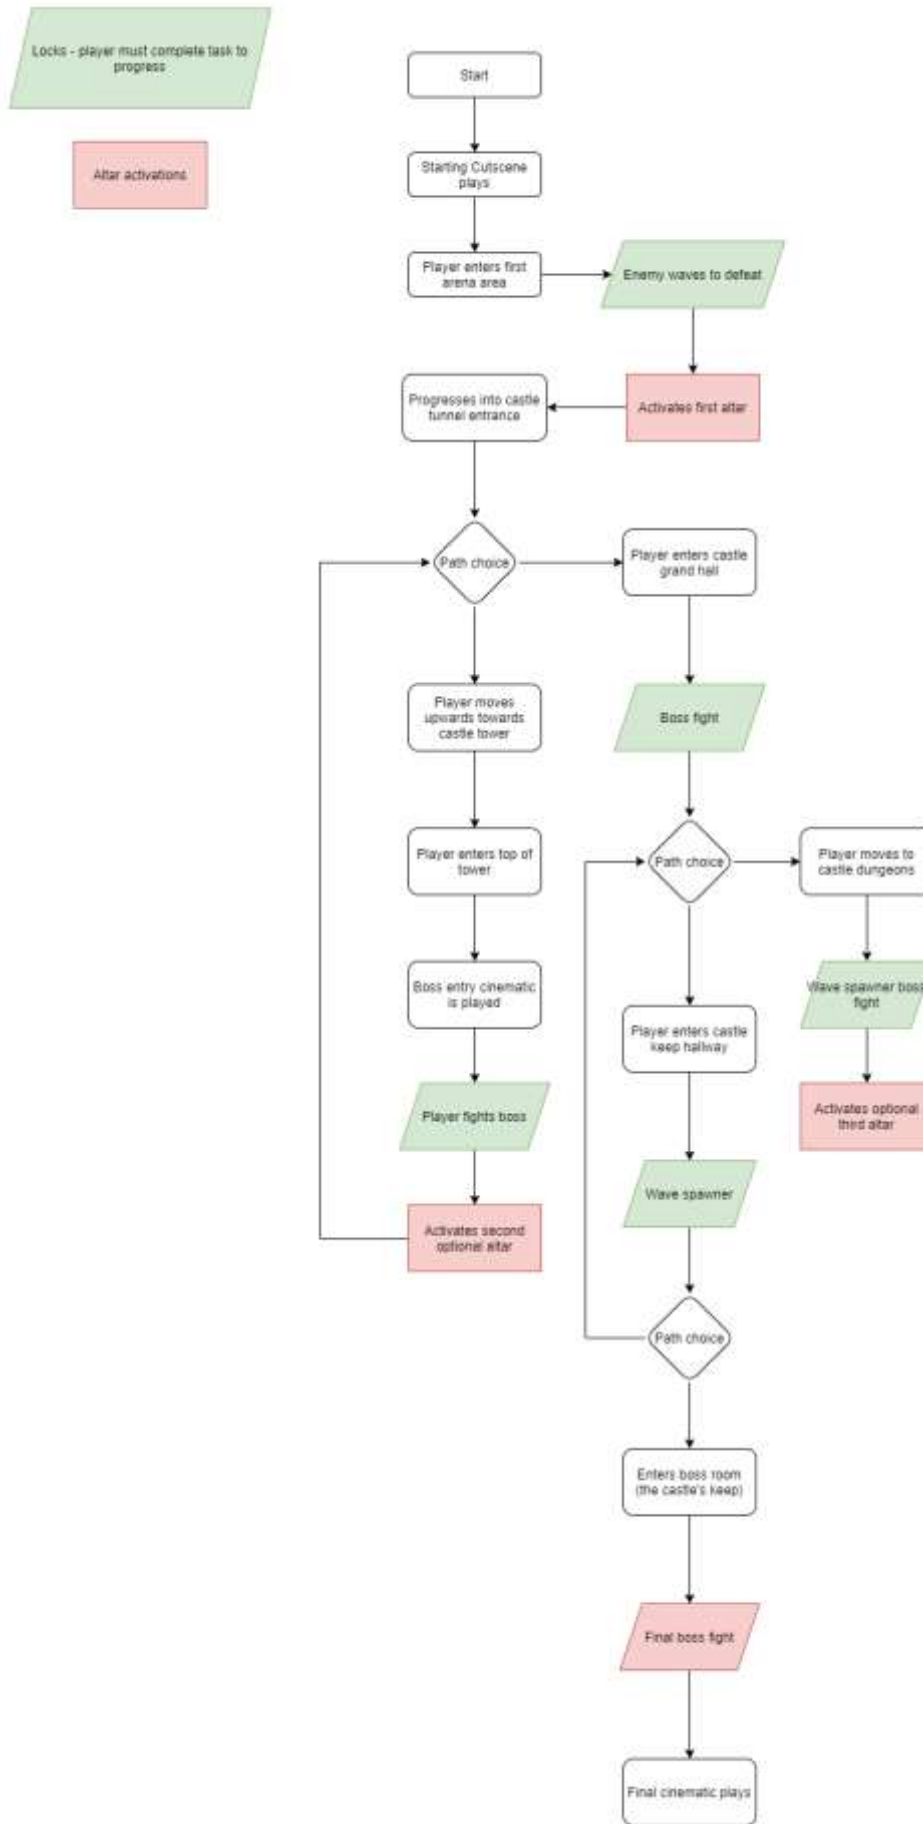 Locks - player must complete task to
progress
Altar activations
Start
Starting Cutscene
plays
Player enters first
arena area
Enemy waves to defeat
Progresses into castle
tunnel entrance
Activates first altar
Path choice
Player enters castle
grand hall
Player moves
upwards towards
castle tower
Boss fight
Player enters top of
tower
Path choice
Player moves to
castle dungeons
Boss entry cinematic
is played
Wave spawner boss
fight
Player enters castle
keep hallway
Player fights boss
Activates optional
third altar
Wave spawner
Activates second
optional altar
Path choice
Enters boss room
(the castle's keep)
Final boss fight
Final cinematic plays